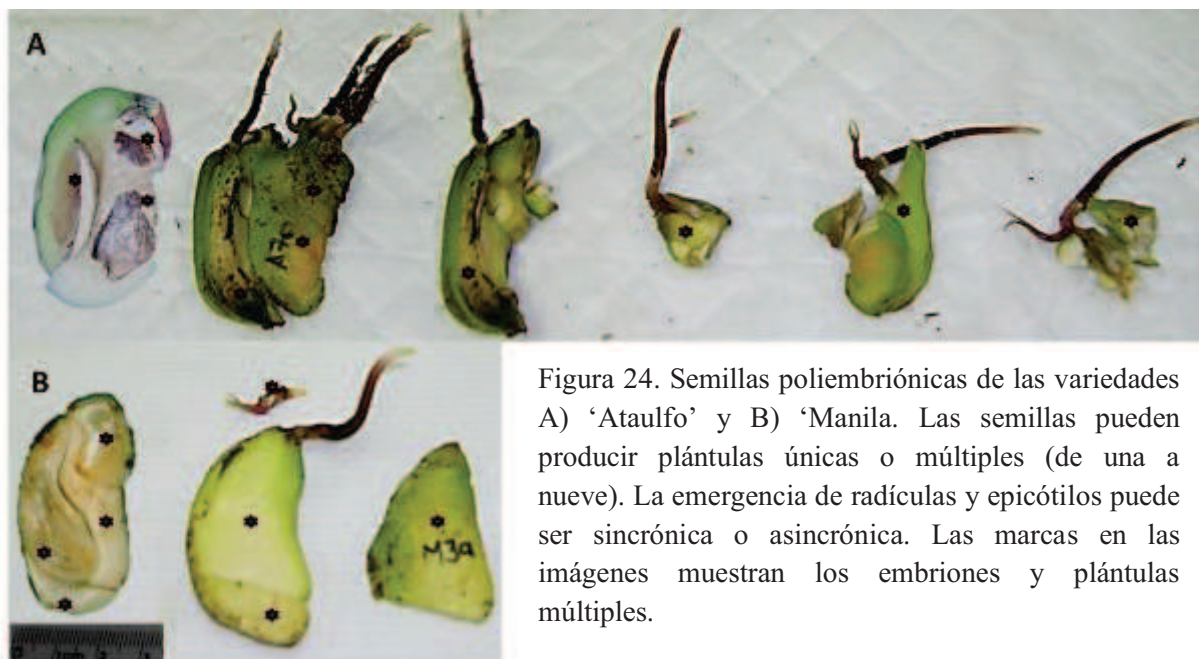 A
A7c
B
M3a
Figura 24. Semillas poliembriónicas de las variedades
A) ‘Ataulfo’ y B) ‘Manila. Las semillas pueden
producir plántulas únicas o múltiples (de una a
nueve). La emergencia de radículas y epicótilos puede
ser sincrónica o asincrónica. Las marcas en las
imágenes muestran los embriones y plántulas
múltiples.